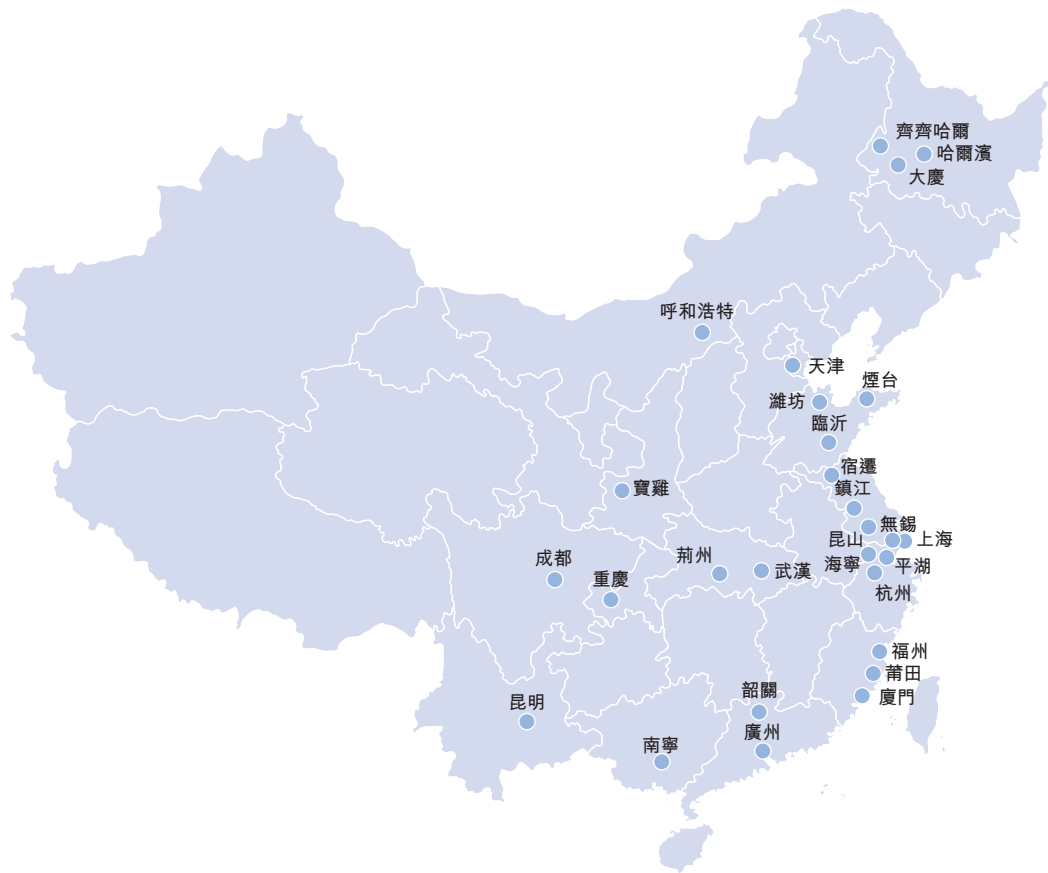 齊齊哈爾
哈爾濱
大慶
呼和浩特
天津
煙台
濰坊
臨沂
宿遷
鎮江
寶雞
無錫
昆山
上海
海寧
平湖
杭州
成都
荊州
武漢
重慶
福州
莆田
廈門
韶關
昆明
廣州
南寧